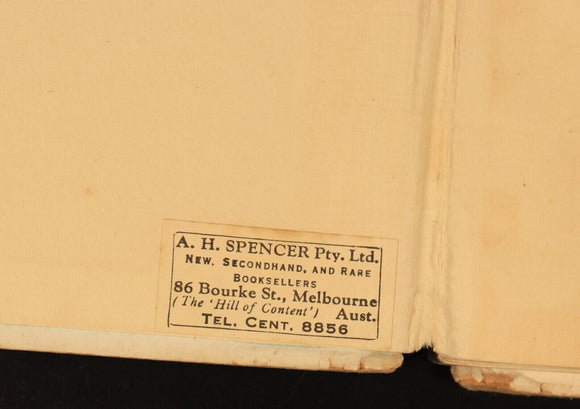 A. H. SPENCER Pty. Ltd.
NEW, SECONDHAND, AND RARE
BOOKSELLERS
86 Bourke St., Melbourne
(The 'Hill of Content') Aust.
TEL. CENT. 8856